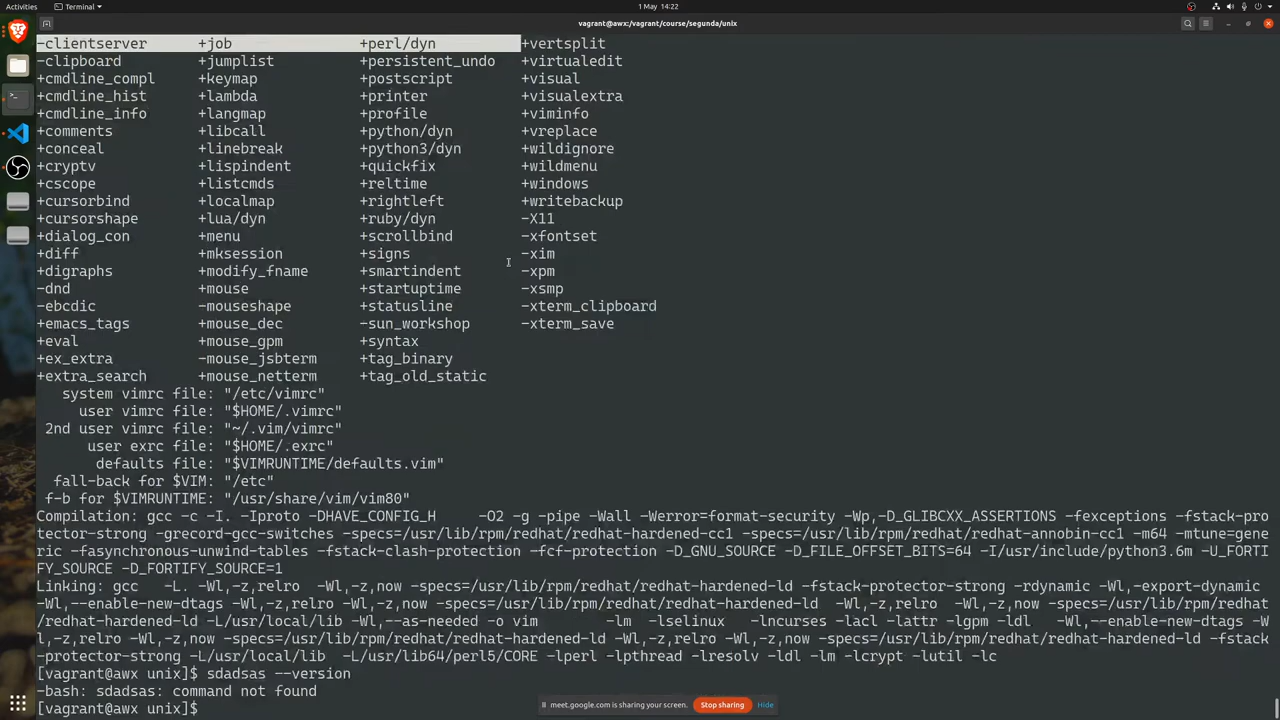 Activities Terminal 1 May 14:22
vagrant@awx:/vagrant/course/segunda/unix
-clientserver +job +perl/dyn +vertsplit
-clipboard +jumplist +persistent_undo +virtualedit
+cmdline_compl +keymap +postscript +visual
+cmdline_hist +lambda +printer +visualextra
+cmdline_info +langmap +profile +viminfo
+comments +libcall +python/dyn +vreplace
+conceal +linebreak +python3/dyn +wildignore
+cryptv +lispindent +quickfix +wildmenu
+cscope +listcmds +reltime +windows
+cursorbind +localmap +rightleft +writebackup
+cursorshape +lua/dyn +ruby/dyn -X11
+dialog_con +menu +scrollbind -xfontset
+diff +mksession +signs -xim
+digraphs +modify_fname +smartindent -xpm
-dnd +mouse +startuptime -xsmp
-ebcdic -mouseshape +statusline -xterm_clipboard
+emacs_tags +mouse_dec -sun_workshop -xterm_save
+eval +mouse_gpm +syntax
+ex_extra -mouse_jsbterm +tag_binary
+extra_search +mouse_netterm +tag_old_static
system vimrc file: "/etc/vimrc"
user vimrc file: "$HOME/.vimrc"
2nd user vimrc file: "~/.vim/vimrc"
user exrc file: "$HOME/.exrc"
defaults file: "$VIMRUNTIME/defaults.vim"
fall-back for $VIM: "/etc"
f-b for $VIMRUNTIME: "/usr/share/vim/vim80"
Compilation: gcc -c -I. -Iproto -DHAVE_CONFIG_H -O2 -g -pipe -Wall -Werror=format-security -Wp,-D_GLIBCXX_ASSERTIONS -fexceptions -fstack-pro
tector-strong -grecord-gcc-switches -specs=/usr/lib/rpm/redhat/redhat-hardened-cc1 -specs=/usr/lib/rpm/redhat/redhat-annobin-cc1 -m64 -mtune=gene
ric -fasynchronous-unwind-tables -fstack-clash-protection -fcf-protection -D_GNU_SOURCE -D_FILE_OFFSET_BITS=64 -I/usr/include/python3.6m -U_FORTI
FY_SOURCE -D_FORTIFY_SOURCE=1
Linking: gcc -L. -Wl,-z,relro -Wl,-z,now -specs=/usr/lib/rpm/redhat/redhat-hardened-ld -fstack-protector-strong -rdynamic -Wl,-export-dynamic
-Wl,--enable-new-dtags -Wl,-z,relro -Wl,-z,now -specs=/usr/lib/rpm/redhat/redhat-hardened-ld -Wl,-z,relro -Wl,-z,now -specs=/usr/lib/rpm/redhat/
redhat-hardened-ld -L/usr/local/lib -Wl,--as-needed -o vim -lm -lselinux -lncurses -lacl -lattr -lgpm -ldl -Wl,--enable-new-dtags -W
l,-z,relro -Wl,-z,now -specs=/usr/lib/rpm/redhat/redhat-hardened-ld -Wl,-z,relro -Wl,-z,now -specs=/usr/lib/rpm/redhat/redhat-hardened-ld -fstack
-protector-strong -L/usr/local/lib -L/usr/lib64/perl5/CORE -lperl -lpthread -lresolv -ldl -lm -lcrypt -lutil -lc
[vagrant@awx unix]$ sdadsas --version
-bash: sdadsas: command not found
[vagrant@awx unix]$
meet.google.com is sharing your screen. Stop sharing Hide